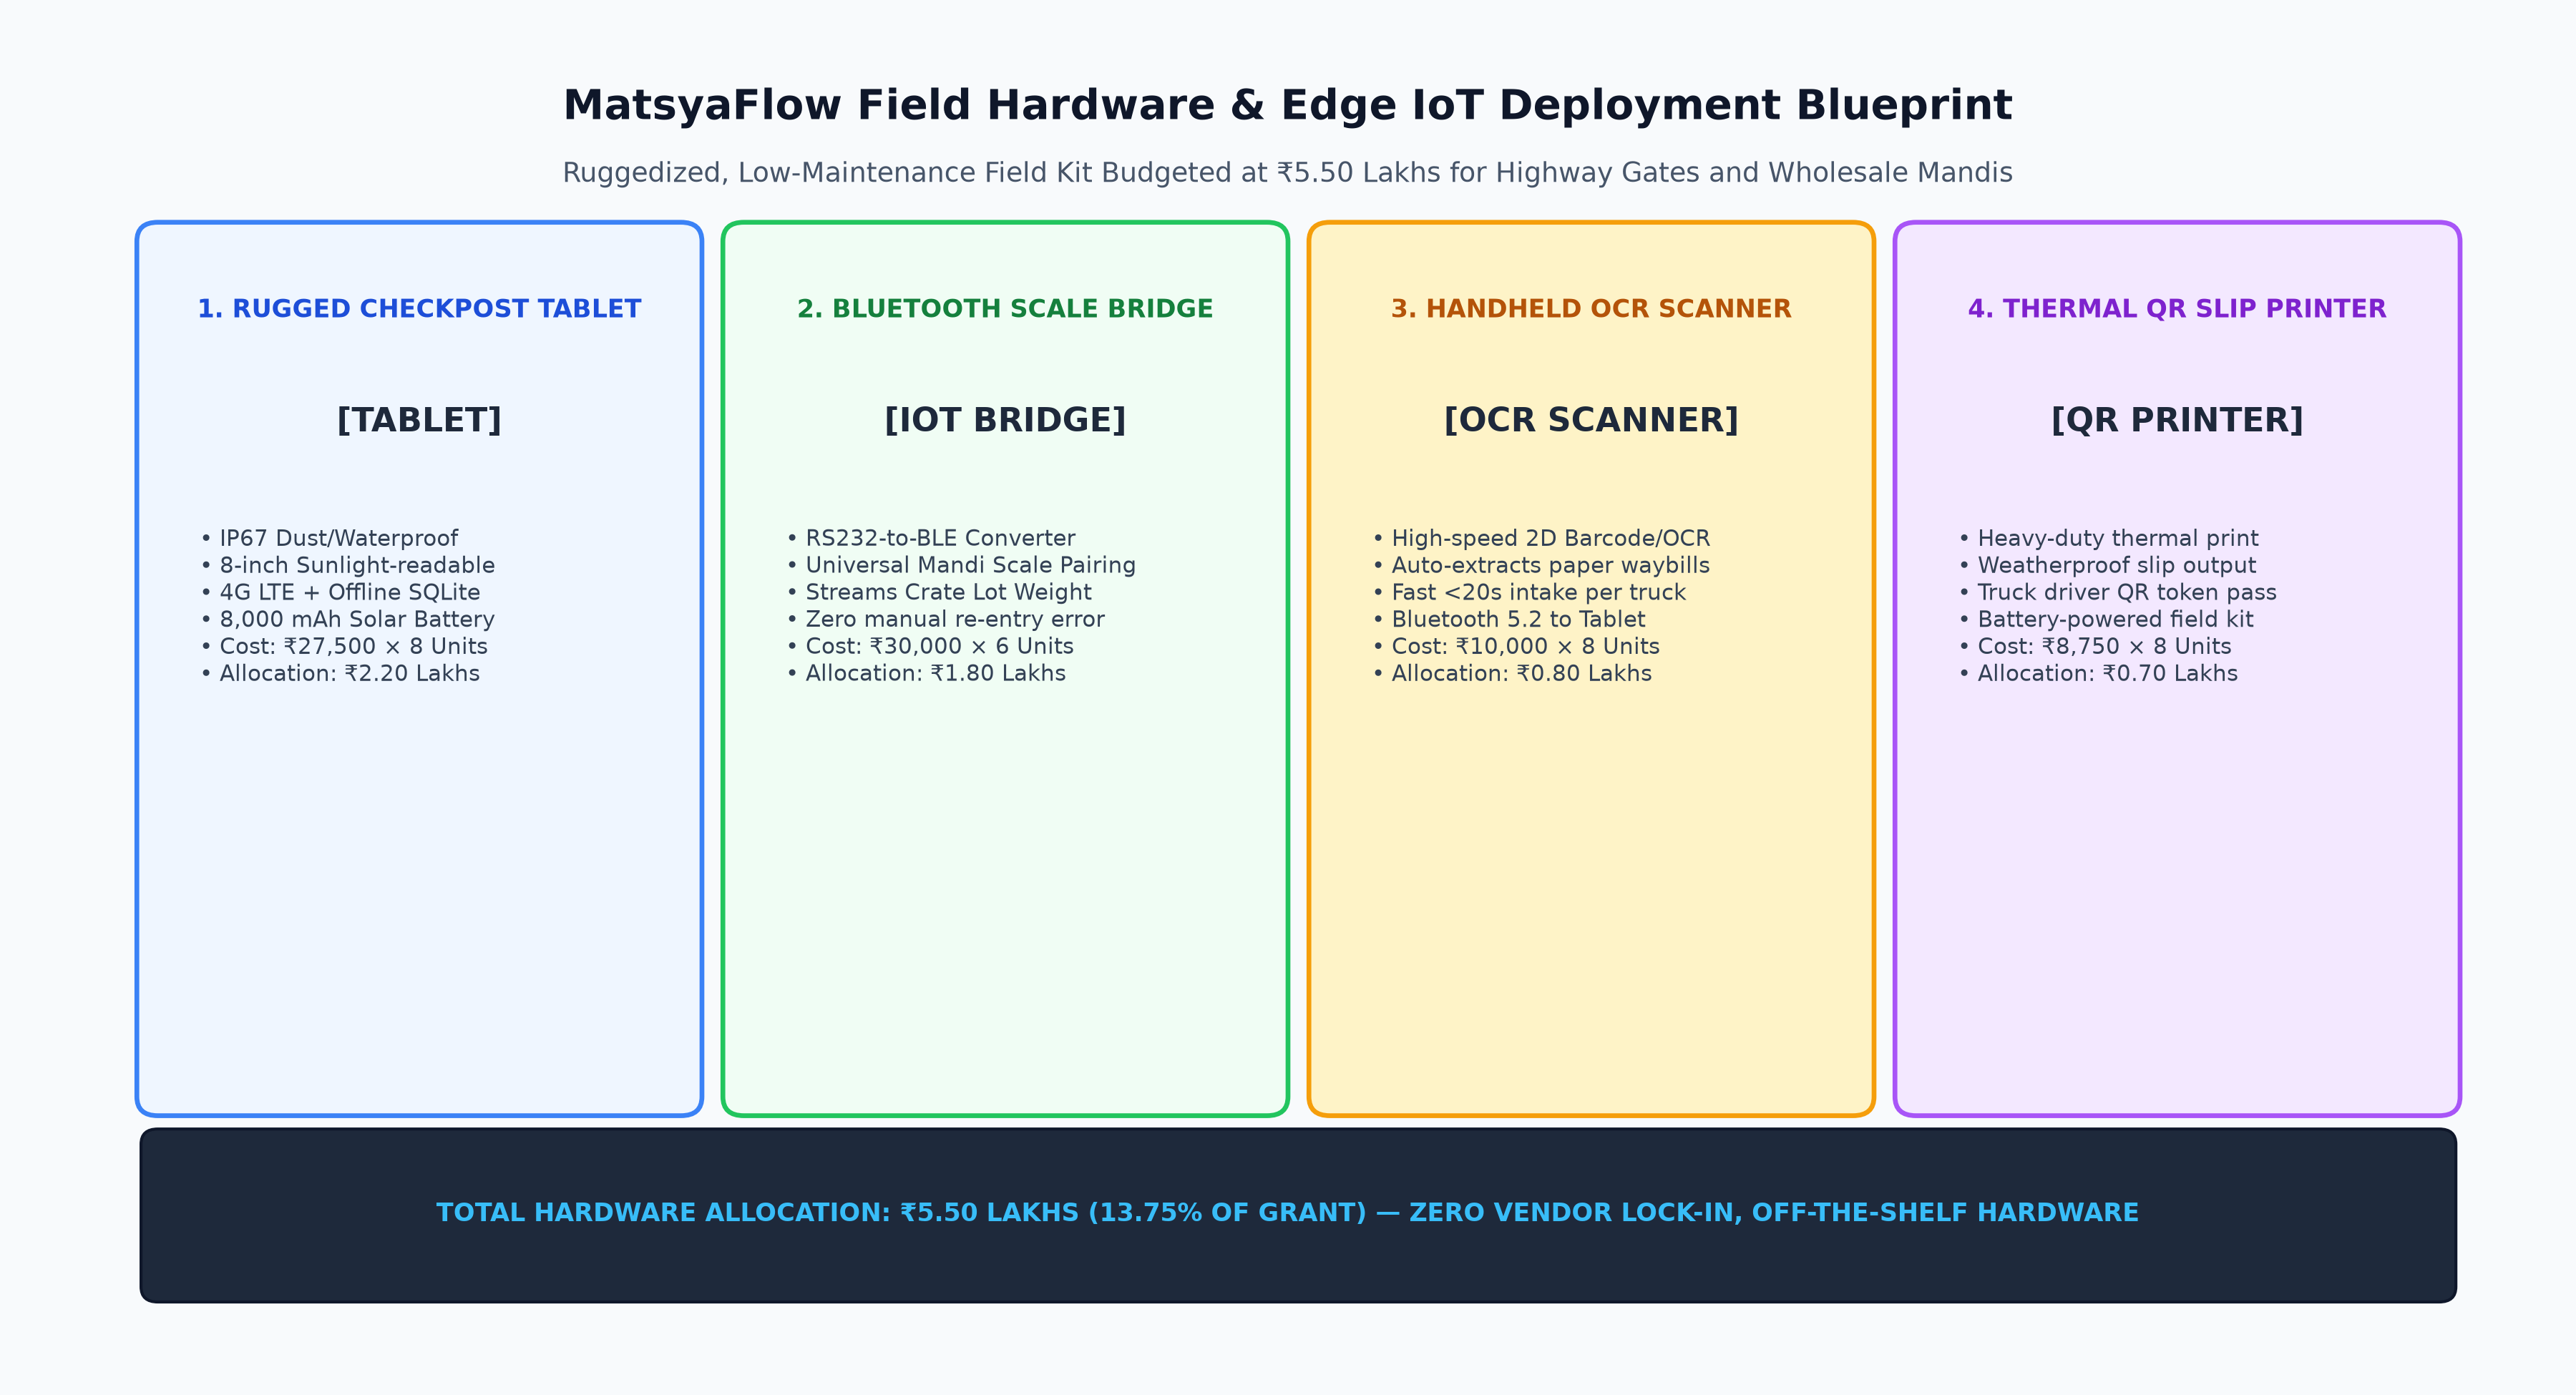 MatsyaFlow Field Hardware & Edge IoT Deployment Blueprint
Ruggedized, Low-Maintenance Field Kit Budgeted at ₹5.50 Lakhs for Highway Gates and Wholesale Mandis
1. RUGGED CHECKPOST TABLET
[TABLET]
• IP67 Dust/Waterproof
• 8-inch Sunlight-readable
• 4G LTE + Offline SQLite
• 8,000 mAh Solar Battery
• Cost: ₹27,500 × 8 Units
• Allocation: ₹2.20 Lakhs
2. BLUETOOTH SCALE BRIDGE
[IOT BRIDGE]
• RS232-to-BLE Converter
• Universal Mandi Scale Pairing
• Streams Crate Lot Weight
• Zero manual re-entry error
• Cost: ₹30,000 × 6 Units
• Allocation: ₹1.80 Lakhs
3. HANDHELD OCR SCANNER
[OCR SCANNER]
• High-speed 2D Barcode/OCR
• Auto-extracts paper waybills
• Fast <20s intake per truck
• Bluetooth 5.2 to Tablet
• Cost: ₹10,000 × 8 Units
• Allocation: ₹0.80 Lakhs
4. THERMAL QR SLIP PRINTER
[QR PRINTER]
• Heavy-duty thermal print
• Weatherproof slip output
• Truck driver QR token pass
• Battery-powered field kit
• Cost: ₹8,750 × 8 Units
• Allocation: ₹0.70 Lakhs
TOTAL HARDWARE ALLOCATION: ₹5.50 LAKHS (13.75% OF GRANT) — ZERO VENDOR LOCK-IN, OFF-THE-SHELF HARDWARE